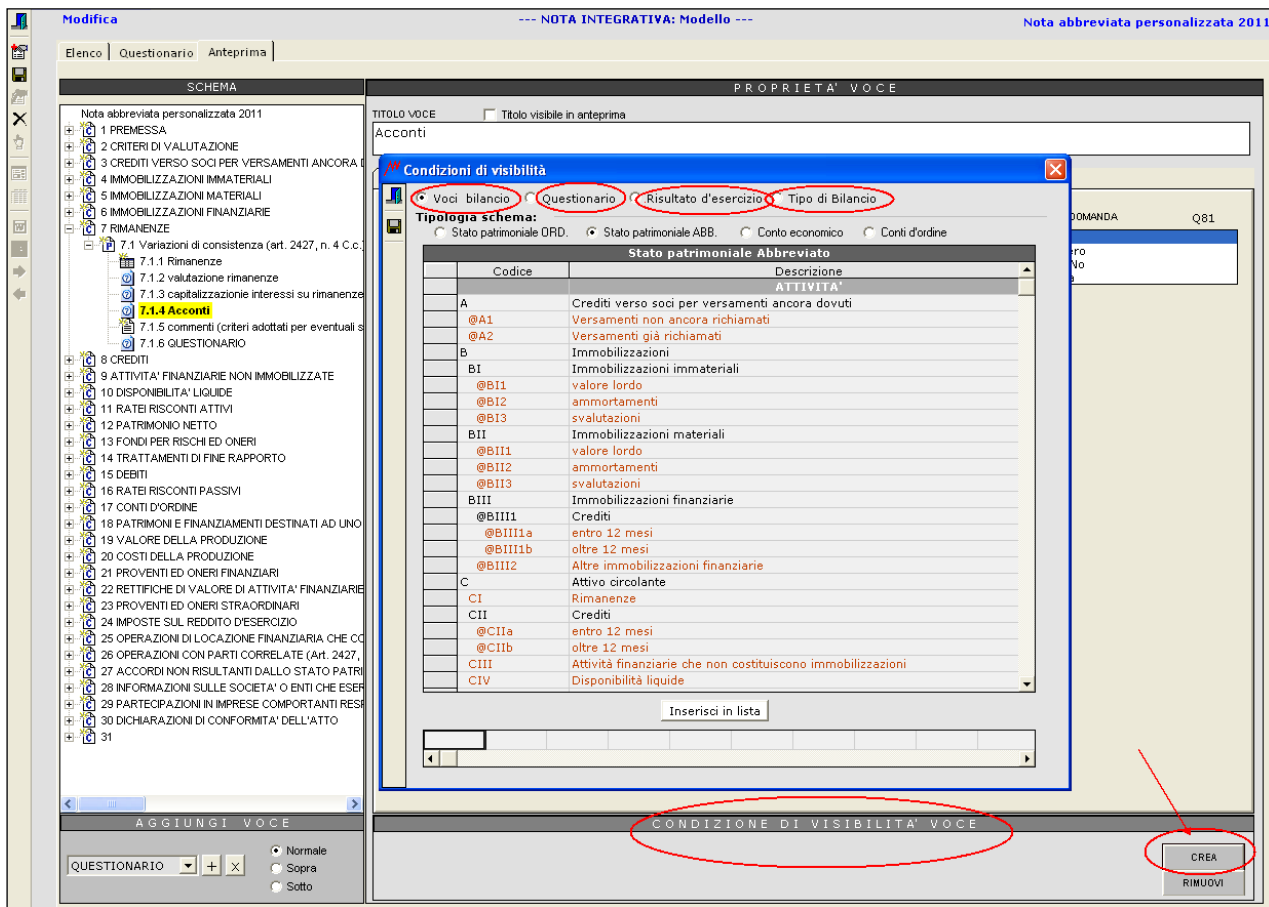 Modifica
--- NOTA INTEGRATIVA: Modello ---
Nota abbreviata personalizzata 2011
Elenco
Questionario
Anteprima
SCHEMA
Nota abbreviata personalizzata 2011
1 PREMESSA
2 CRITERI DI VALUTAZIONE
3 CREDITI VERSO SOCI PER VERSAMENTI ANCORA
4 IMMOBILIZZAZIONI IMMATERIALI
5 IMMOBILIZZAZIONI MATERIALI
6 IMMOBILIZZAZIONI FINANZIARIE
7 RIMANENZE
7.1 Variazioni di consistenza (art. 2427, n. 4 C.c.
7.1.1 Rimanenze
7.1.2 valutazione rimanenze
7.1.3 capitalizzazionie interessi su rimanenze
7.1.4 Acconti
7.1.5 commenti (criteri adottati per eventuali s
7.1.6 QUESTIONARIO
8 CREDITI
9 ATTIVITA' FINANZIARIE NON IMMOBILIZZATE
10 DISPONIBILITA' LIQUIDE
11 RATEI RISCONTI ATTIVI
12 PATRIMONIO NETTO
13 FONDI PER RISCHI ED ONERI
14 TRATTAMENTI DI FINE RAPPORTO
15 DEBITI
16 RATEI RISCONTI PASSIVI
17 CONTI D'ORDINE
18 PATRIMONI E FINANZIAMENTI DESTINATI AD UNO
19 VALORE DELLA PRODUZIONE
20 COSTI DELLA PRODUZIONE
21 PROVENTI ED ONERI FINANZIARI
22 RETTIFICHE DI VALORE DI ATTIVITA' FINANZIARIE
23 PROVENTI ED ONERI STRAORDINARI
24 IMPOSTE SUL REDDITO D'ESERCIZIO
25 OPERAZIONI DI LOCAZIONE FINANZIARIA CHE CO
26 OPERAZIONI CON PARTI CORRELATE (Art. 2427,
27 ACCORDI NON RISULTANTI DALLO STATO PATRI
28 INFORMAZIONI SULLE SOCIETA' O ENTI CHE ESER
29 PARTECIPAZIONI IN IMPRESE COMPORTANTI RESP
30 DICHIARAZIONI DI CONFORMITA' DELL'ATTO
31
AGGIUNGI VOCE
QUESTIONARIO
+
x
Normale
Sopra
Sotto
PROPRIETA' VOCE
TITOLO VOCE
Titolo visibile in anteprima
Acconti
DOMANDA
Q81
ero
No
Condizioni di visibilità
Voci bilancio
Questionario
Risultato d'esercizio
Tipo di Bilancio
Tipologia schema:
Stato patrimoniale ORD.
Stato patrimoniale ABB.
Conto economico
Conti d'ordine
Stato patrimoniale Abbreviato
Codice Descrizione
ATTIVITA'
A Crediti verso soci per versamenti ancora dovuti
@A1 Versamenti non ancora richiamati
@A2 Versamenti già richiamati
B Immobilizzazioni
BI Immobilizzazioni immateriali
@BI1 valore lordo
@BI2 ammortamenti
@BI3 svalutazioni
BII Immobilizzazioni materiali
@BII1 valore lordo
@BII2 ammortamenti
@BII3 svalutazioni
BIII Immobilizzazioni finanziarie
@BIII1 Crediti
@BIII1a entro 12 mesi
@BIII1b oltre 12 mesi
@BIII2 Altre immobilizzazioni finanziarie
C Attivo circolante
CI Rimanenze
CII Crediti
@CIIa entro 12 mesi
@CIIb oltre 12 mesi
CIII Attività finanziarie che non costituiscono immobilizzazioni
CIV Disponibilità liquide
Inserisci in lista
CONDIZIONE DI VISIBILITA' VOCE
CREA
RIMUOVI